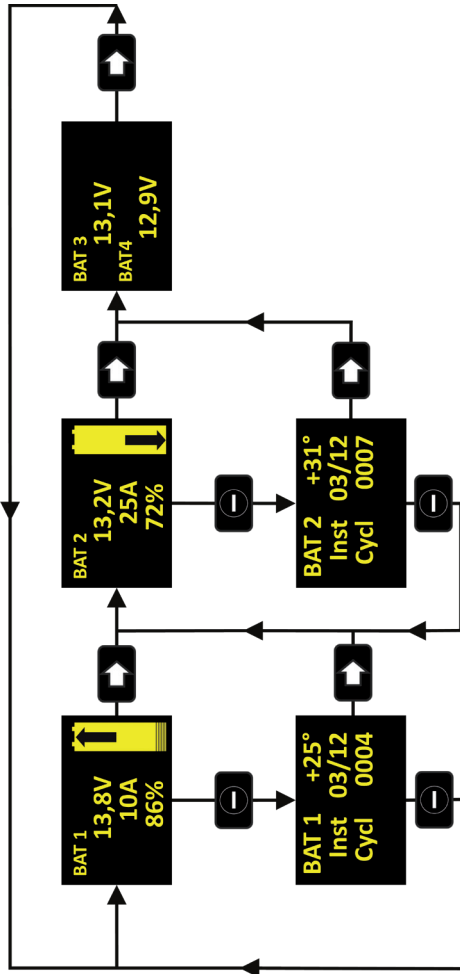 BAT 1
13,8V
10A
86%
BAT 1 +25°
Inst 03/12
Cycl 0004
BAT 2
13,2V
25A
72%
BAT 2 +31°
Inst 03/12
Cycl 0007
BAT 3
13,1V
BAT4
12,9V